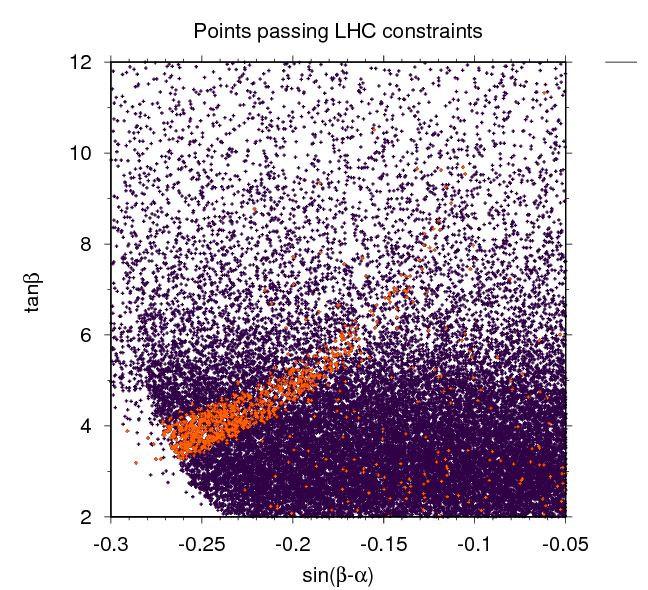 Points passing LHC constraints
12
10
8
6
4
2
tanβ
-0.3 -0.25 -0.2 -0.15 -0.1 -0.05
sin(β-α)